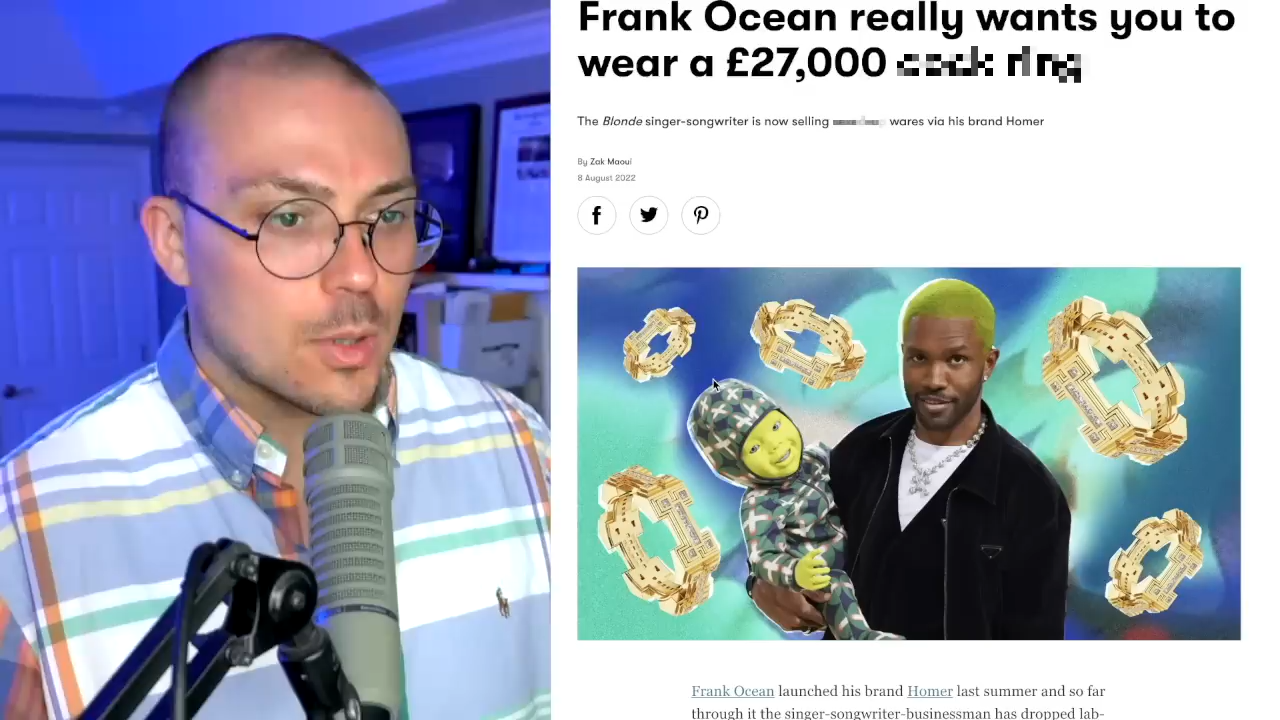 Frank Ocean really wants you to
wear a £27,000
The Blonde singer-songwriter is now selling wares via his brand Homer
By Zak Maoui
8 August 2022
Frank Ocean launched his brand Homer last summer and so far
through it the singer-songwriter-businessman has dropped lab-